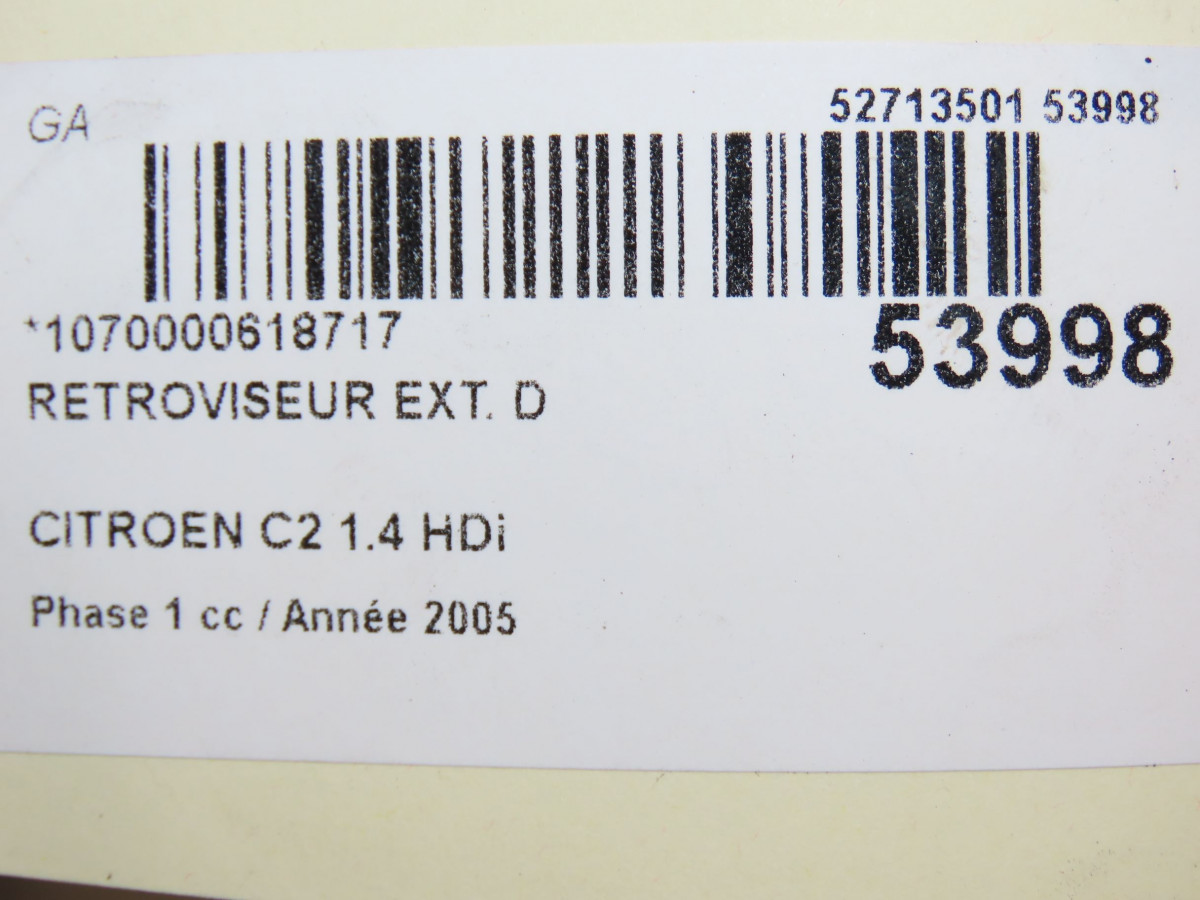 GA
52713501 53998
*1070000618717
53998
RETROVISEUR EXT. D
CITROEN C2 1.4 HDi
Phase 1 cc / Année 2005